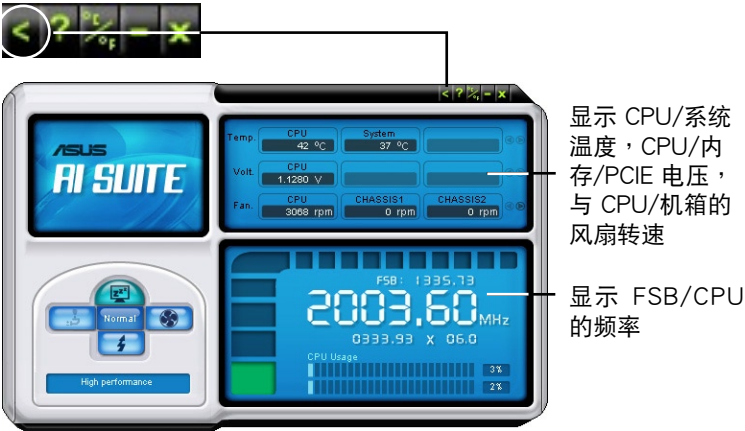 < ? °C/°F - x
< ? °C/°F - x
ASUS
AI SUITE
Temp. CPU System
42 °C 37 °C
Volt. CPU
1.1280 V
Fan. CPU CHASSIS1 CHASSIS2
3068 rpm 0 rpm 0 rpm
zzz
Normal
High performance
FSB: 1335.73
2003.60 MHz
0333.93 X 06.0
CPU Usage
3%
2%
显示 CPU/系统
温度，CPU/内
存/PCIE 电压，
与 CPU/机箱的
风扇转速
显示 FSB/CPU
的频率